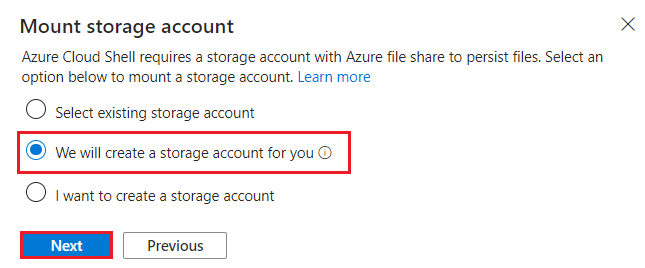 Mount storage account
Azure Cloud Shell requires a storage account with Azure file share to persist files. Select an
option below to mount a storage account. Learn more
Select existing storage account
We will create a storage account for you
I want to create a storage account
Next
Previous